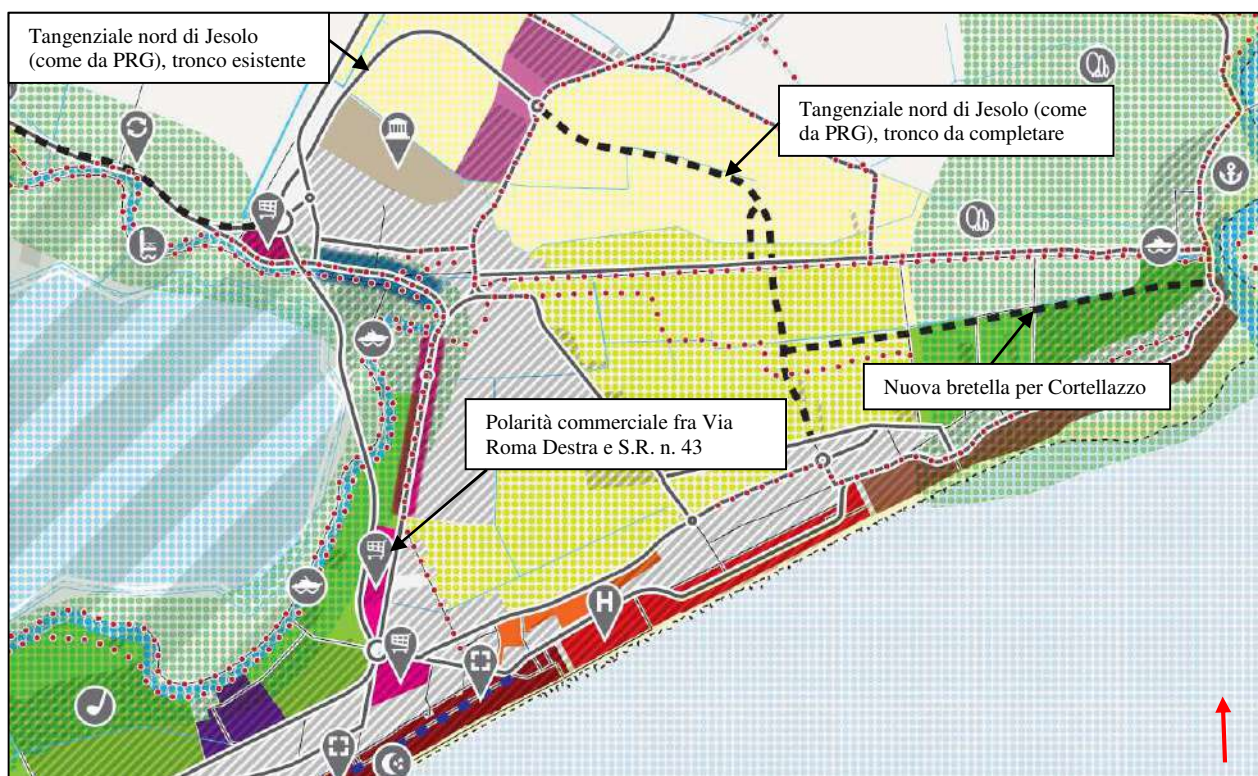 Tangenziale nord di Jesolo
(come da PRG), tronco esistente
Tangenziale nord di Jesolo (come
da PRG), tronco da completare
Nuova bretella per Cortellazzo
Polarità commerciale fra Via
Roma Destra e S.R. n. 43
H